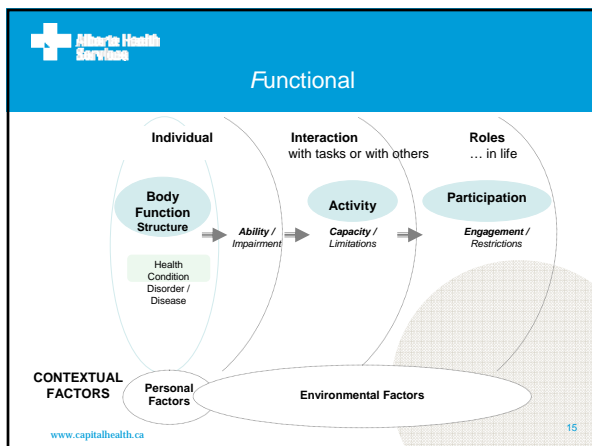 Alberta Health
Services
Functional
Individual
Interaction
with tasks or with others
Roles
… in life
Body
Function
Structure
Ability /
Impairment
Activity
Capacity /
Limitations
Participation
Engagement /
Restrictions
Health
Condition
Disorder /
Disease
CONTEXTUAL
FACTORS
Personal
Factors
Environmental Factors
www.capitalhealth.ca
15